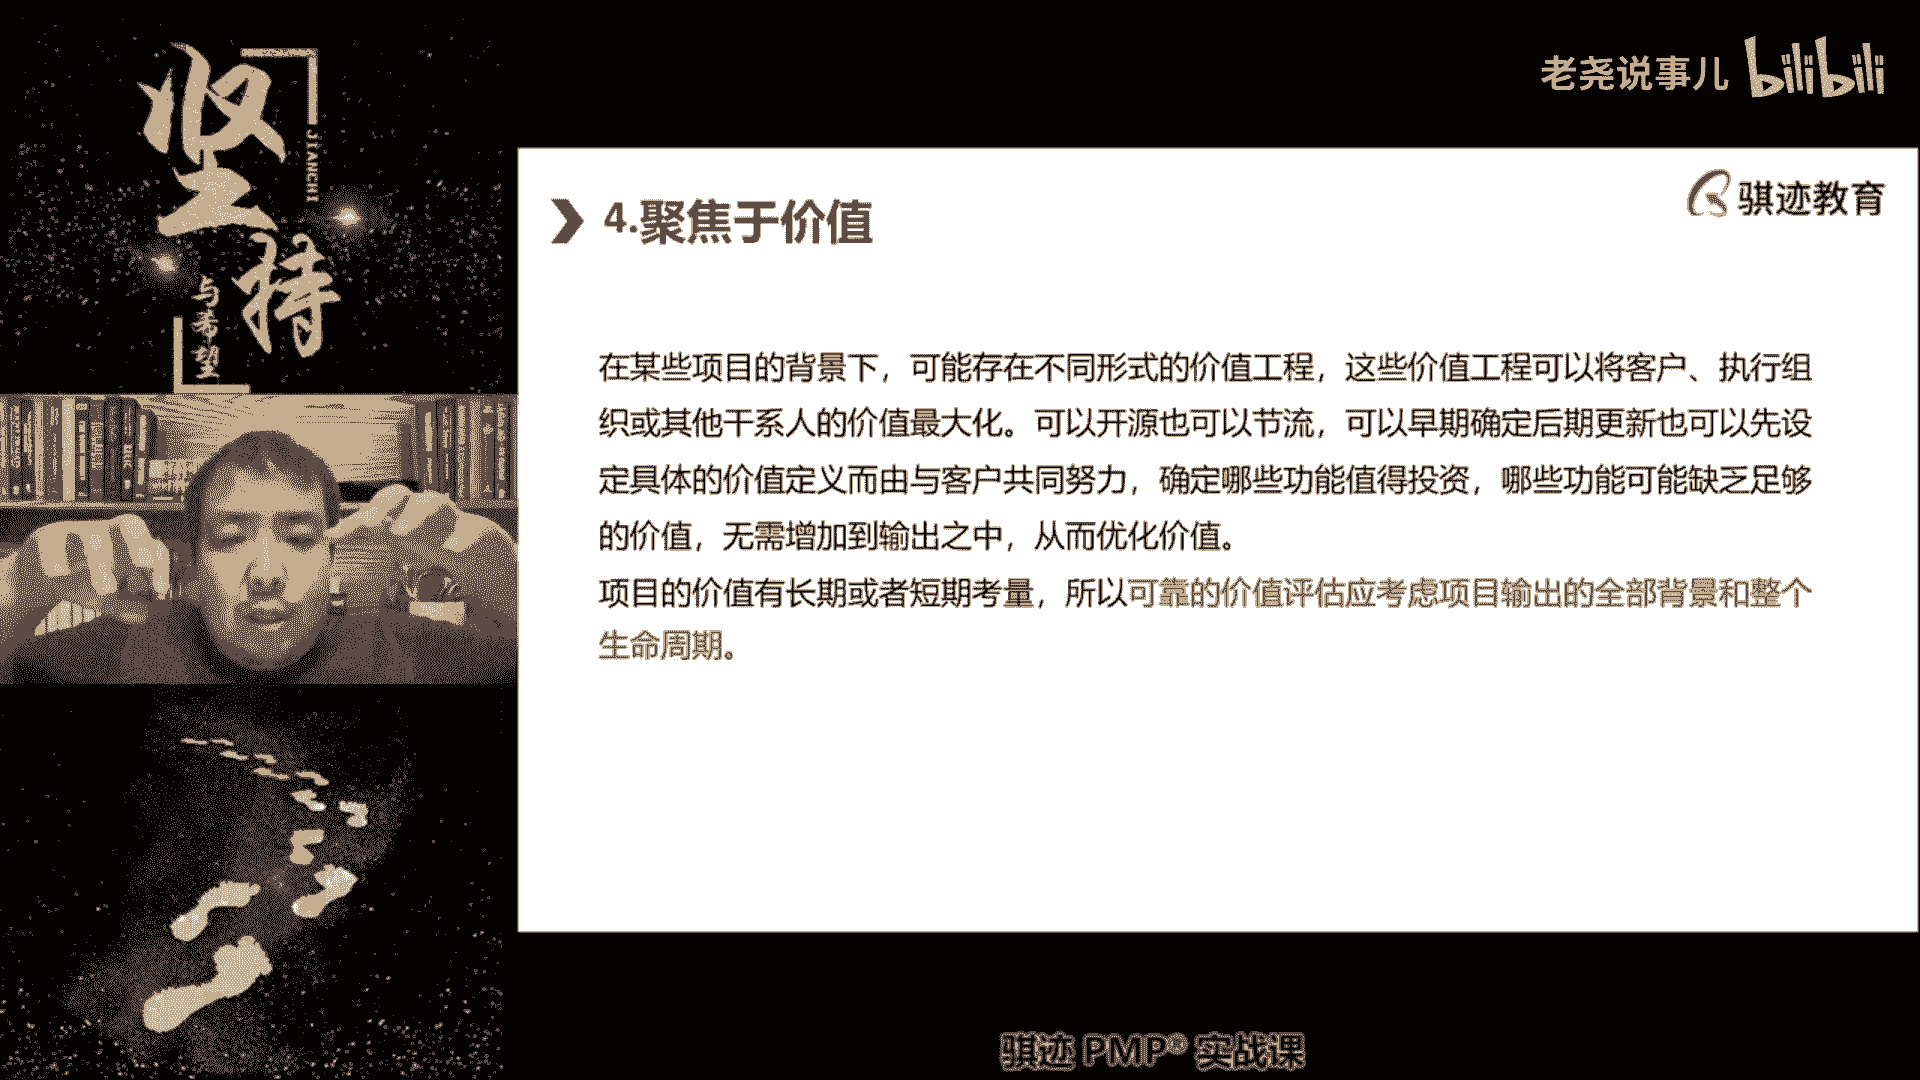 坚持
JIANCHI
与希望
老尧说事儿 bilibili
骐迹教育
4.聚焦于价值
在某些项目的背景下，可能存在不同形式的价值工程，这些价值工程可以将客户、执行组
织或其他干系人的价值最大化。可以开源也可以节流，可以早期确定后期更新也可以先设
定具体的价值定义而由与客户共同努力，确定哪些功能值得投资，哪些功能可能缺乏足够
的价值，无需增加到输出之中，从而优化价值。
项目的价值有长期或者短期考量，所以可靠的价值评估应考虑项目输出的全部背景和整个
生命周期。
骐迹 PMP® 实战课